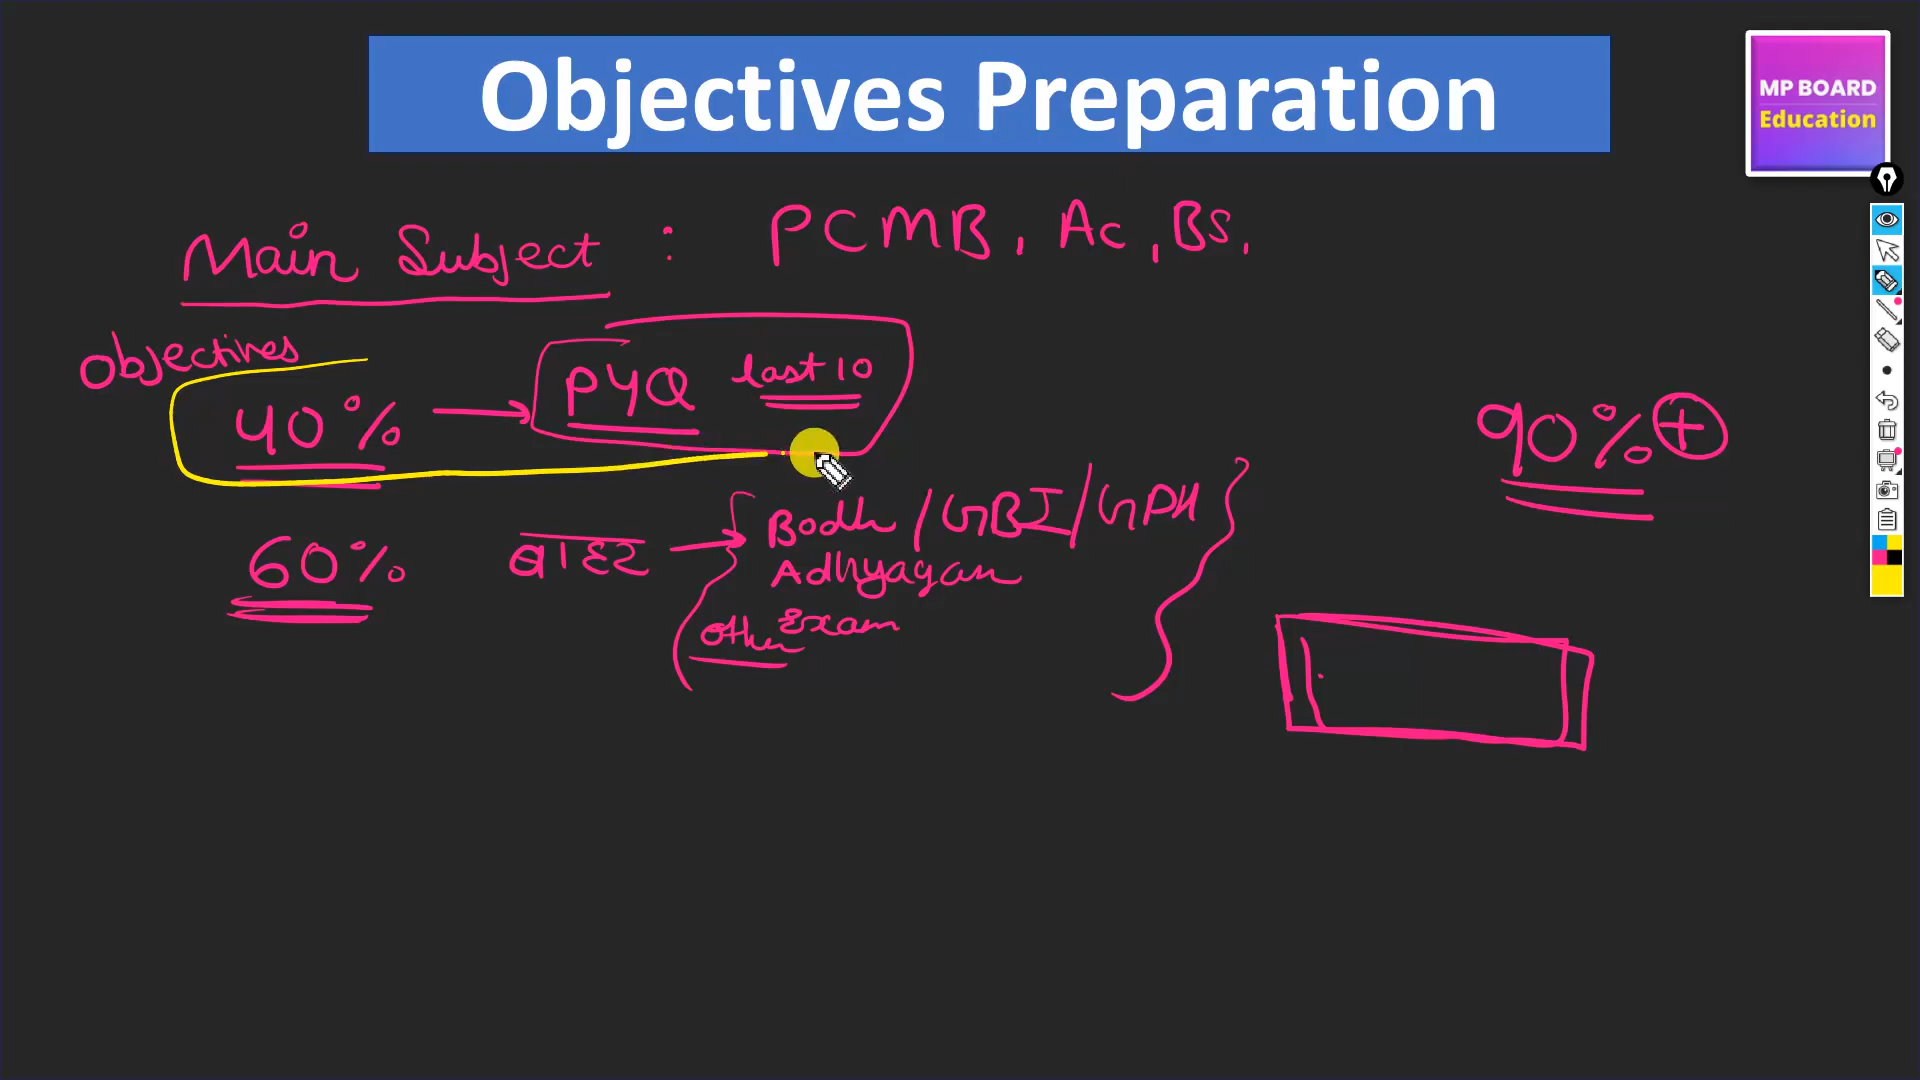 Objectives Preparation
MP BOARD
Education
Main Subject : PCMB, Ac, Bs,
Objectives
40% → PYQ last 10
90% +
60% बाहर → Bodh / GBI / GPH
Adhyayan
Other Exam